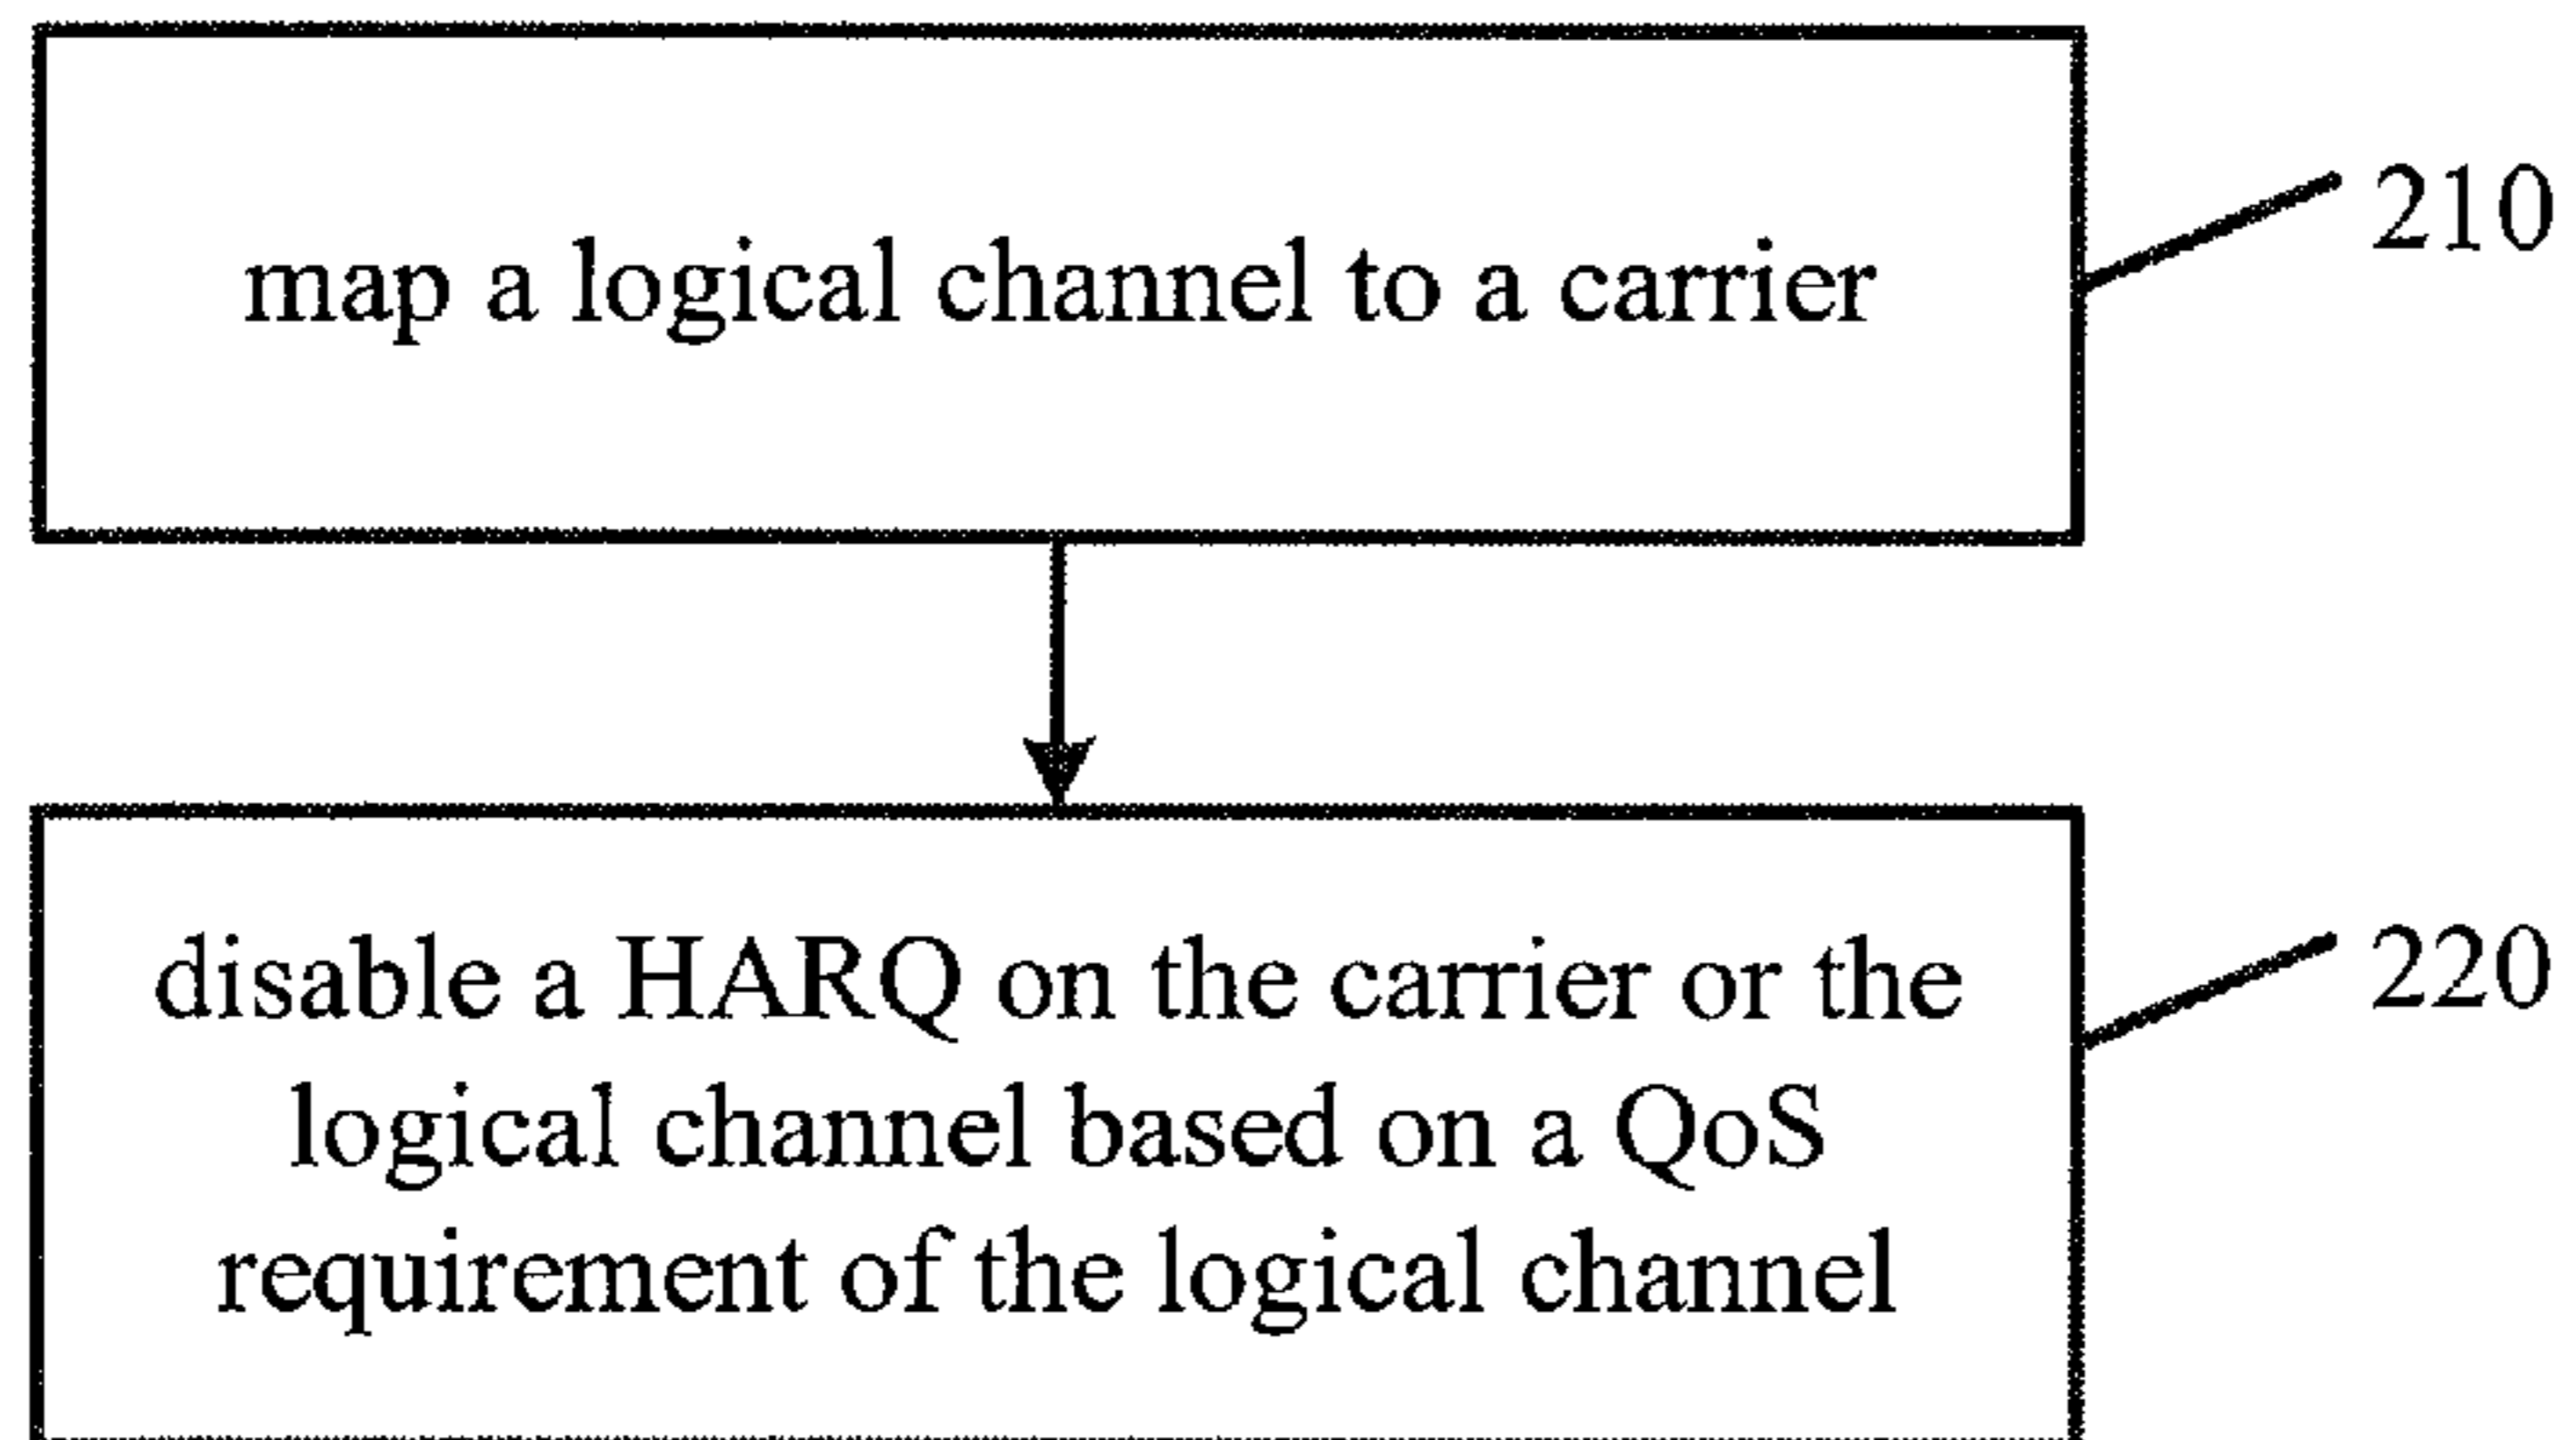 map a logical channel to a carrier
210
disable a HARQ on the carrier or the
logical channel based on a QoS
requirement of the logical channel
220